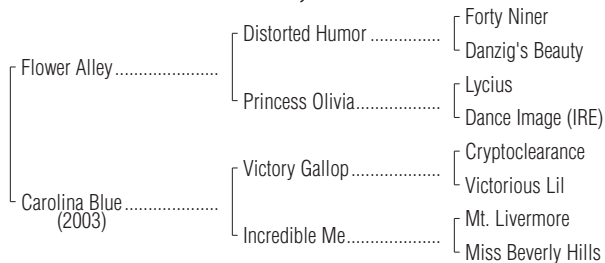 Forty Niner
Distorted Humor ................
Danzig's Beauty
Flower Alley.......................
Lycius
Princess Olivia...................
Dance Image (IRE)
Cryptoclearance
Victory Gallop ....................
Victorious Lil
Carolina Blue .....................
(2003)
Mt. Livermore
Incredible Me.....................
Miss Beverly Hills